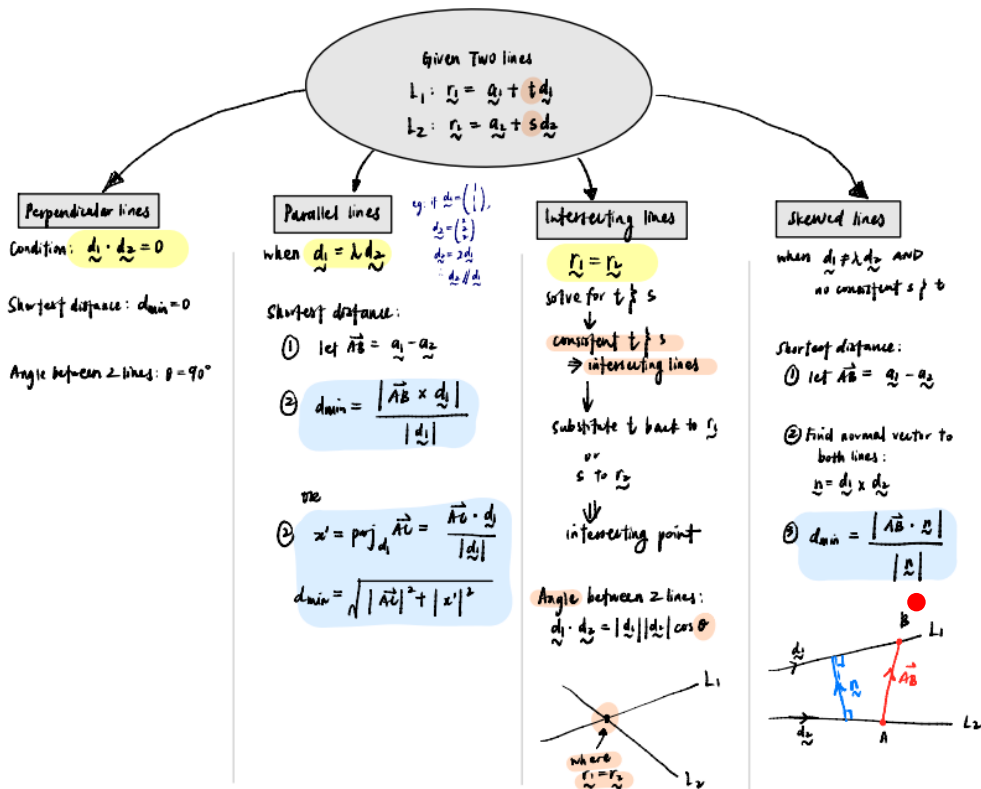 Given Two lines
L₁: r₁ = a₁ + t d₁
L₂: r₂ = a₂ + s d₂
Perpendicular lines
Condition: d₁ · d₂ = 0
Shortest distance: dmin = 0
Angle between 2 lines: θ = 90°
Parallel lines
eg: if d₁ = (1 1 1),
d₂ = (2 2 2)
d₂ = 2d₁
∴ d₂ // d₁
when d₁ = λ d₂
Shortest distance:
① let AB = a₁ - a₂
② dmin = |AB × d₁| / |d₁|
② x' = proj d₁ AC = AC · d₁ / |d₁|
dmin = √(|AC|² + |x'|²)
Intersecting lines
r₁ = r₂
solve for t & s
↓
consistent t & s
⇒ intersecting lines
↓
substitute t back to r₁
or
s to r₂
⇓
intersecting point
Angle between 2 lines:
d₁ · d₂ = |d₁||d₂| cos θ
L₁
where
r₁ = r₂
L₂
Skewed lines
when d₁ ≠ λ d₂ AND
no consistent s & t
Shortest distance:
① let AB = a₁ - a₂
② Find normal vector to
both lines:
n = d₁ × d₂
③ dmin = |AB · n| / |n|
B
L₁
d₁
n
AB
d₂
A
L₂